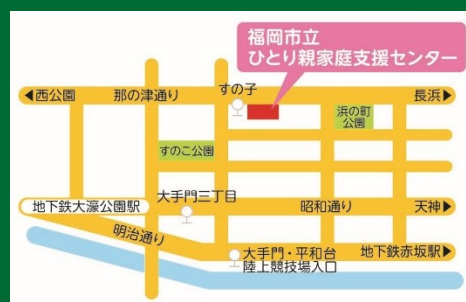 福岡市立
ひとり親家庭支援センター
◀西公園
那の津通り
すの子
長浜▶
浜の町
公園
すのこ公園
大手門三丁目
地下鉄大濠公園駅
昭和通り
天神▶
明治通り
大手門・平和台
陸上競技場入口
地下鉄赤坂駅▶